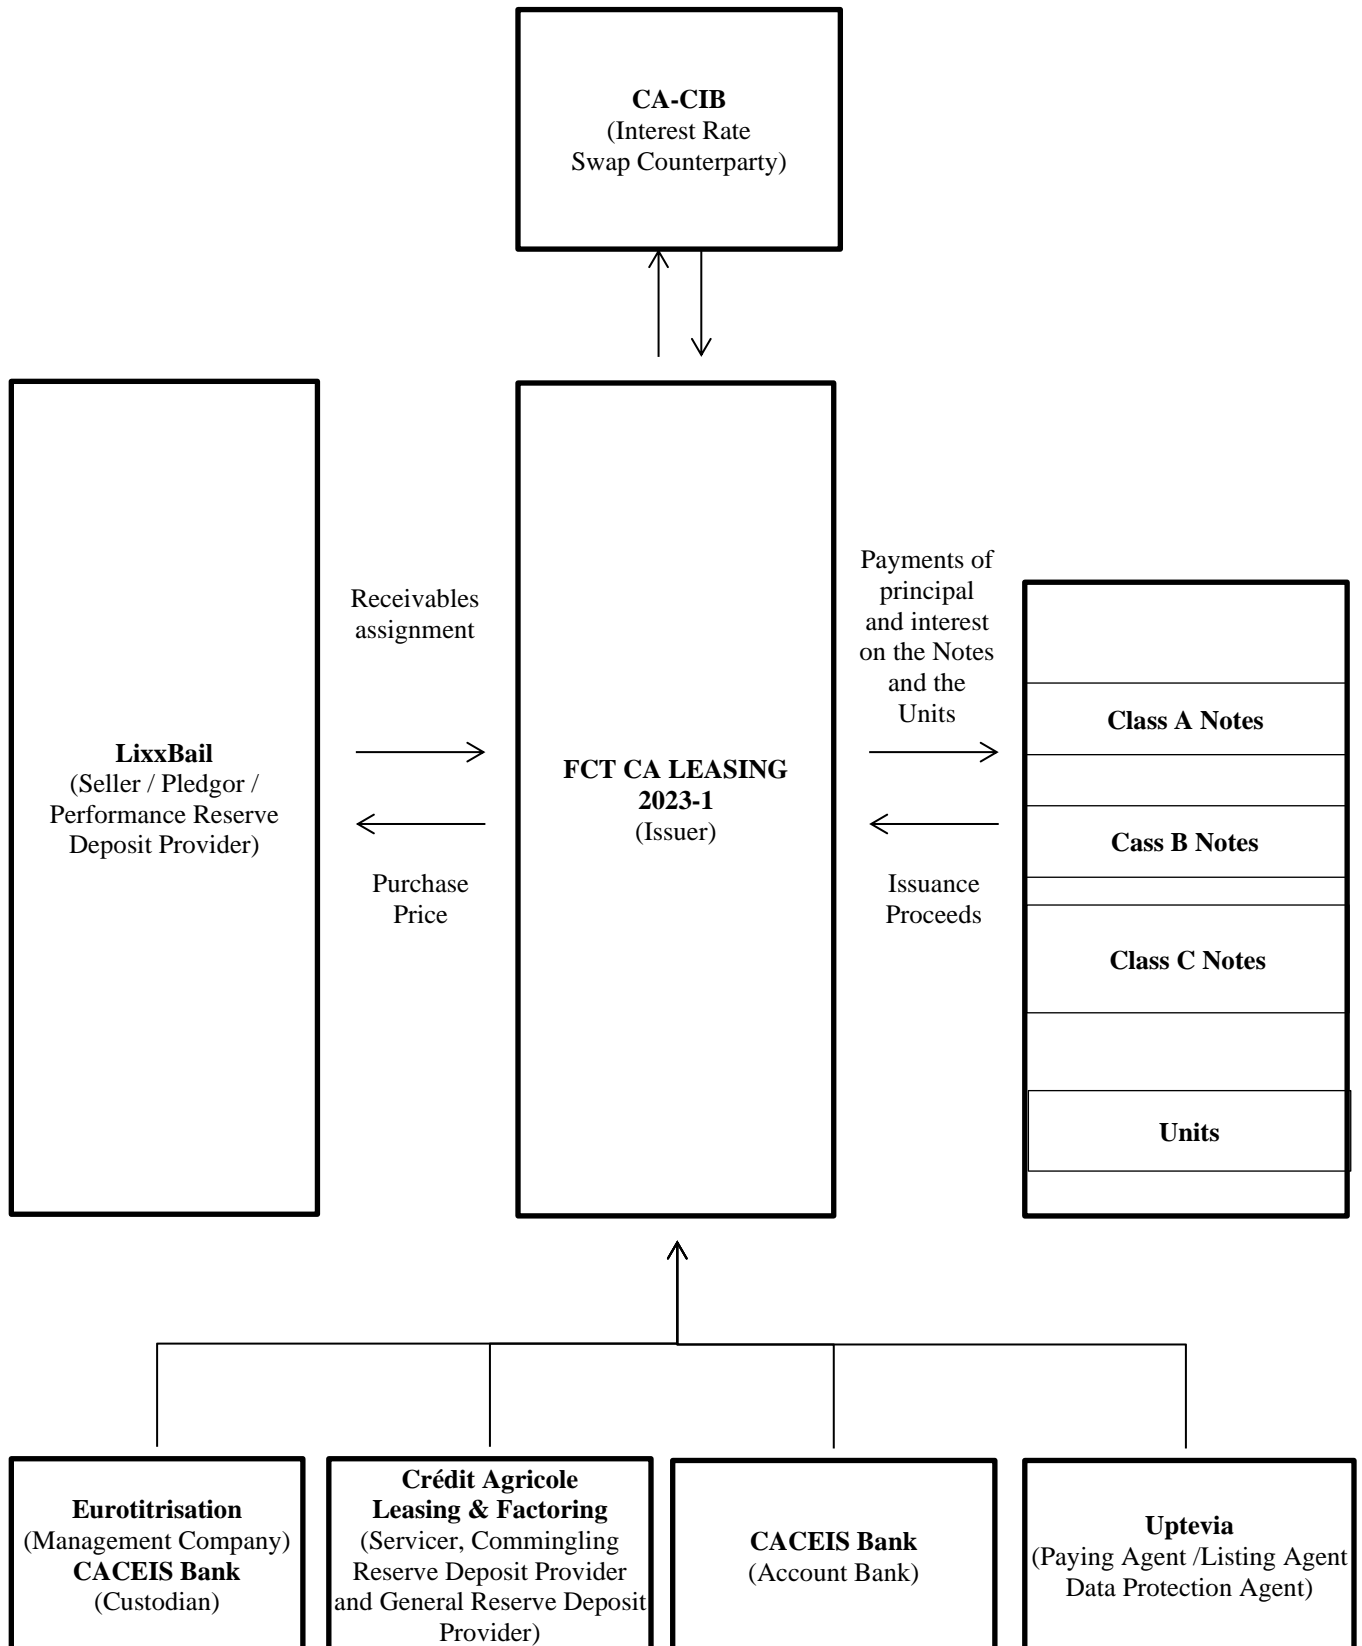 CA-CIB
(Interest Rate
Swap Counterparty)
LixxBail
(Seller / Pledgor /
Performance Reserve
Deposit Provider)
Receivables
assignment
Purchase
Price
FCT CA LEASING
2023-1
(Issuer)
Payments of
principal
and interest
on the Notes
and the
Units
Issuance
Proceeds
Class A Notes
Cass B Notes
Class C Notes
Units
Eurotitrisation
(Management Company)
CACEIS Bank
(Custodian)
Crédit Agricole
Leasing & Factoring
(Servicer, Commingling
Reserve Deposit Provider
and General Reserve Deposit
Provider)
CACEIS Bank
(Account Bank)
Uptevia
(Paying Agent /Listing Agent
Data Protection Agent)